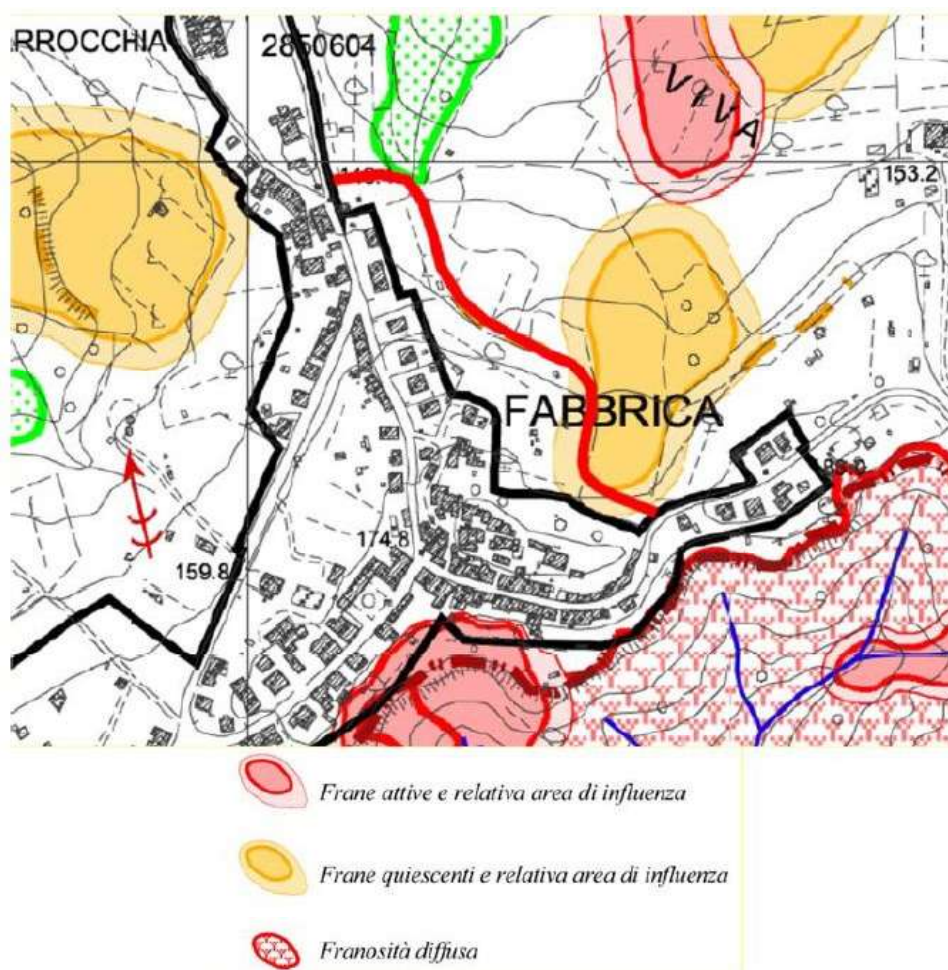 ARROCCHIA
2850604
VIVA
153.2
FABBRICA
174.8
159.8
Frane attive e relativa area di influenza
Frane quiescenti e relativa area di influenza
Franosità diffusa